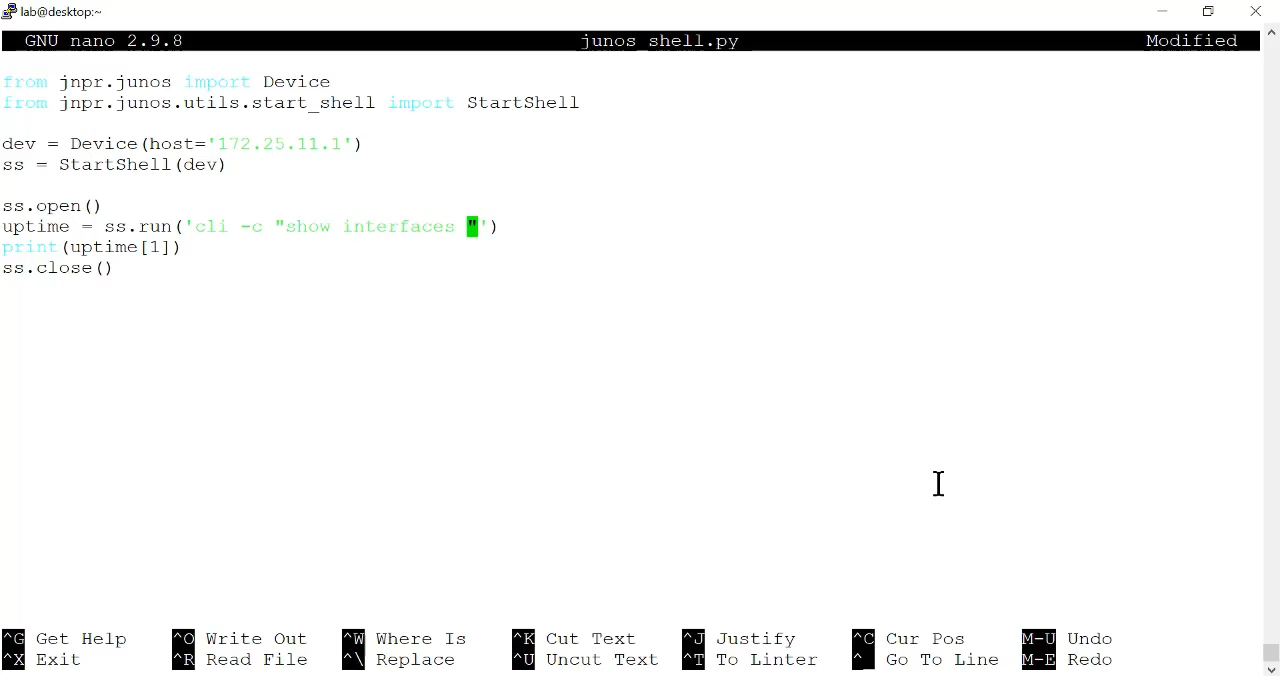 lab@desktop:~
GNU nano 2.9.8 junos_shell.py Modified
from jnpr.junos import Device
from jnpr.junos.utils.start_shell import StartShell
dev = Device(host='172.25.11.1')
ss = StartShell(dev)
ss.open()
uptime = ss.run('cli -c "show interfaces "')
print(uptime[1])
ss.close()
^G Get Help ^O Write Out ^W Where Is ^K Cut Text ^J Justify ^C Cur Pos M-U Undo
^X Exit ^R Read File ^\ Replace ^U Uncut Text ^T To Linter ^_ Go To Line M-E Redo